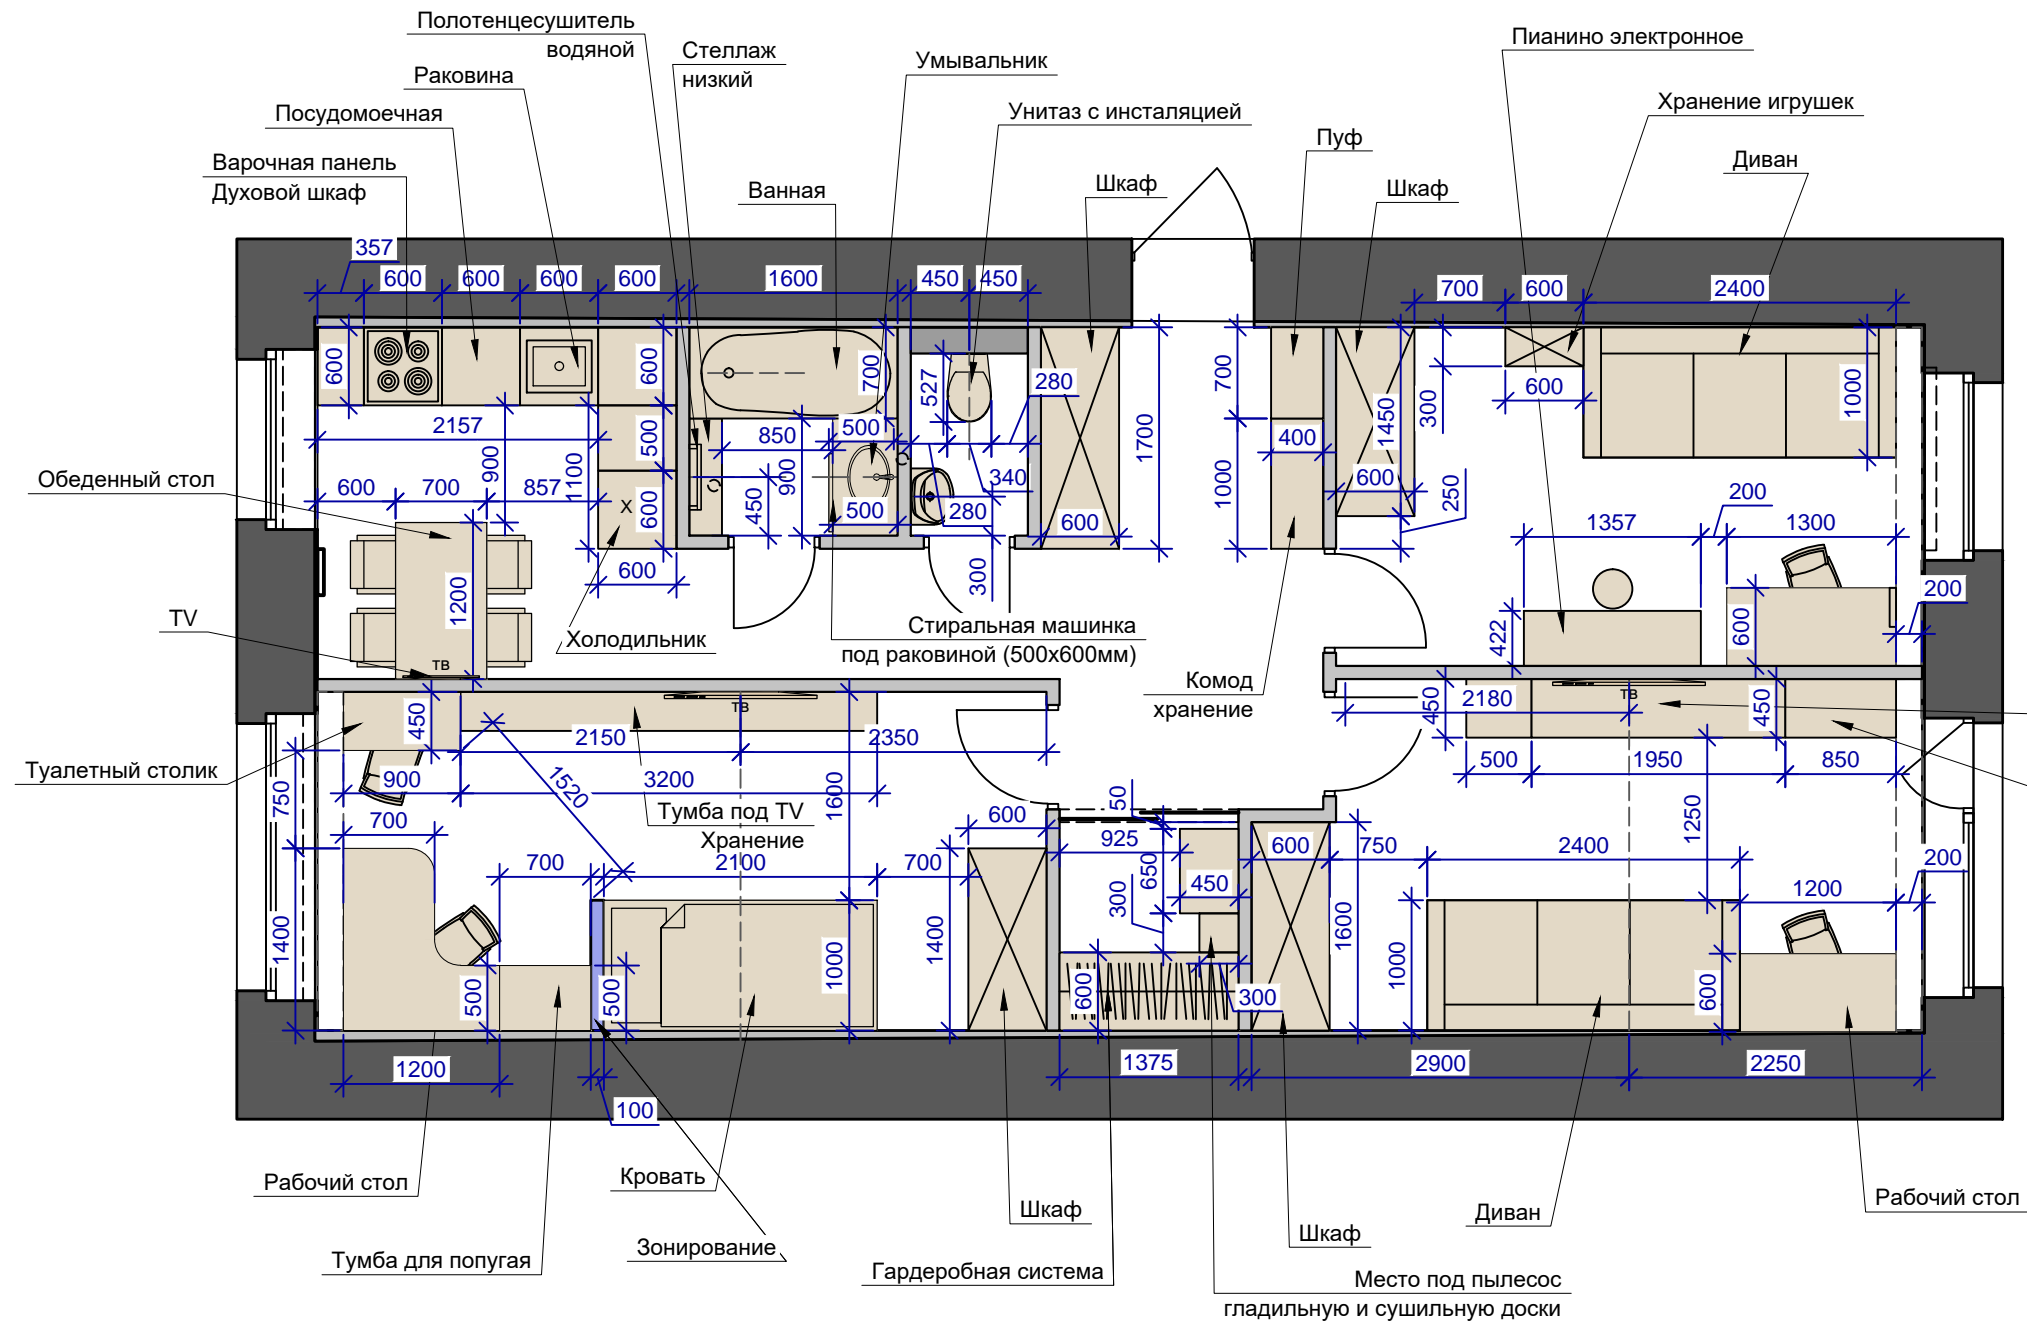 Полотенцесушитель
водяной
Стеллаж
низкий
Умывальник
Пианино электронное
Раковина
Унитаз с инсталяцией
Хранение игрушек
Посудомоечная
Пуф
Диван
Варочная панель
Духовой шкаф
Ванная
Шкаф
Шкаф
357
600
600
600
600
1600
450
450
700
600
2400
600
600
700
527
280
700
1450
300
600
1000
2157
500
850
500
900
1100
900
1700
400
Обеденный стол
600
700
857
X
600
450
500
340
280
600
1000
600
250
200
1357
1300
1200
600
300
200
TV
тв
Холодильник
Стиральная машинка
под раковиной (500х600мм)
422
600
Комод
хранение
450
тв
2150
2350
2180
450
тв
450
Туалетный столик
750
900
1520
3200
1600
500
1950
850
700
Тумба под TV
Хранение
600
50
925
650
600
750
1250
2400
200
700
2100
700
450
300
1200
1400
500
500
1000
1400
600
300
1600
1000
600
1200
100
1375
2900
2250
Рабочий стол
Кровать
Шкаф
Диван
Рабочий стол
Тумба для попугая
Зонирование
Гардеробная система
Шкаф
Место под пылесос
гладильную и сушильную доски